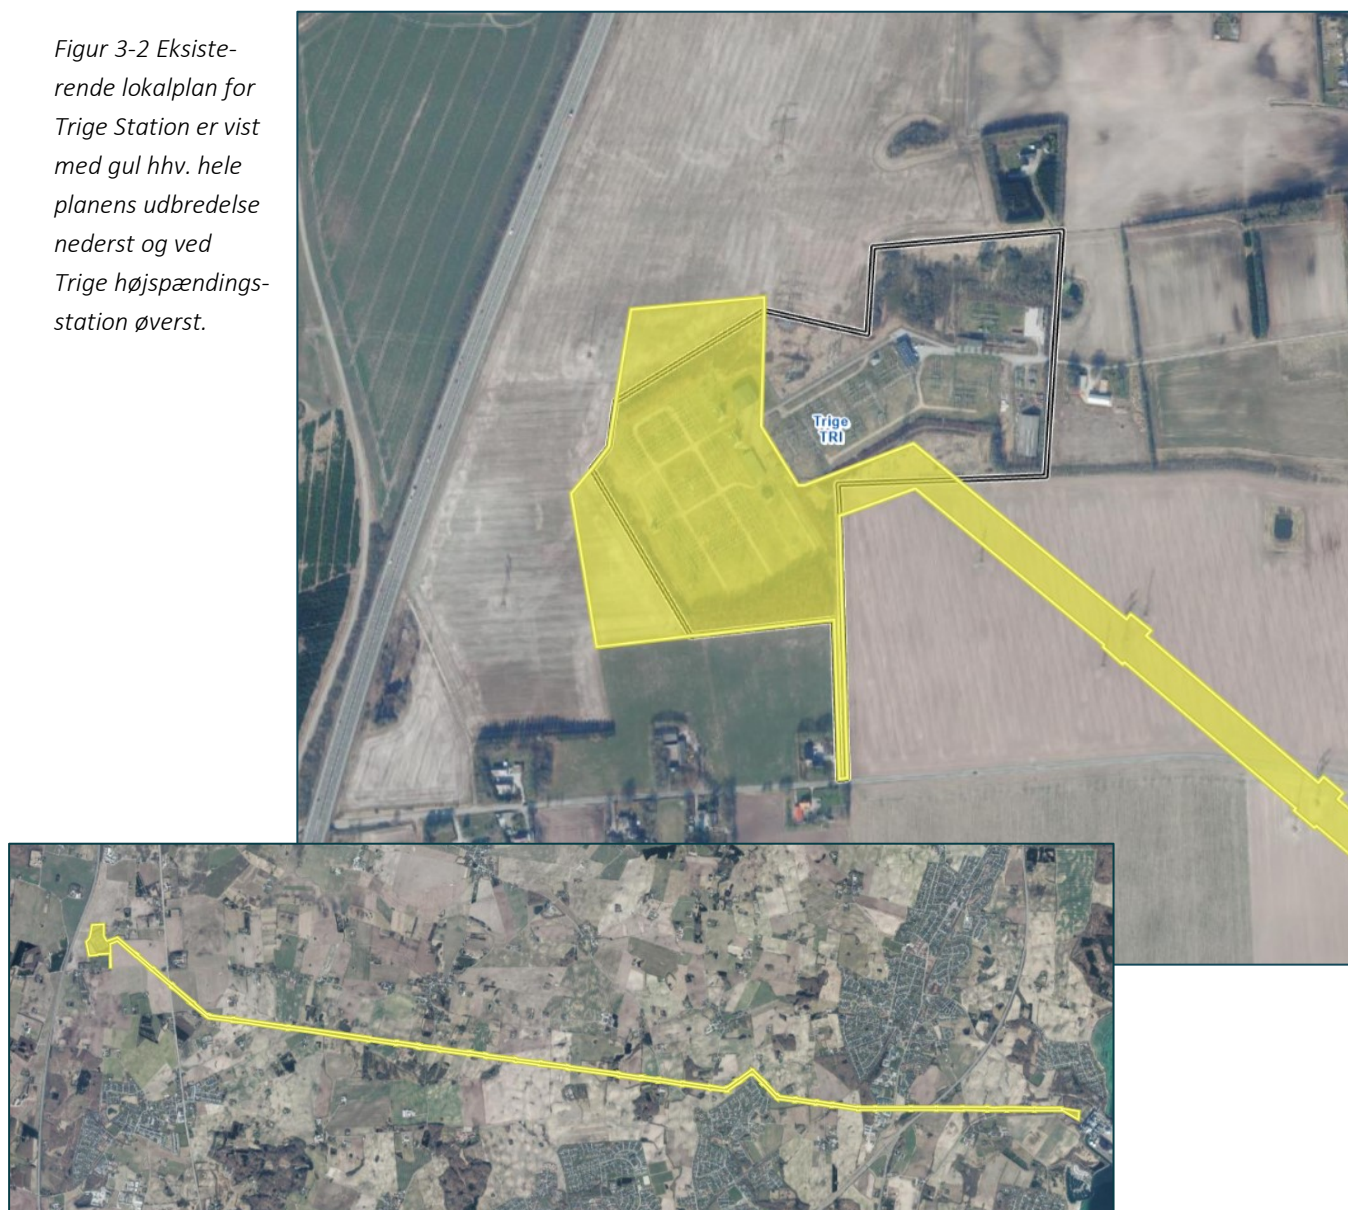 Figur 3-2 Eksiste-
rende lokalplan for
Trige Station er vist
med gul hhv. hele
planens udbredelse
nederst og ved
Trige højspændings-
station øverst.
Trige
TRI